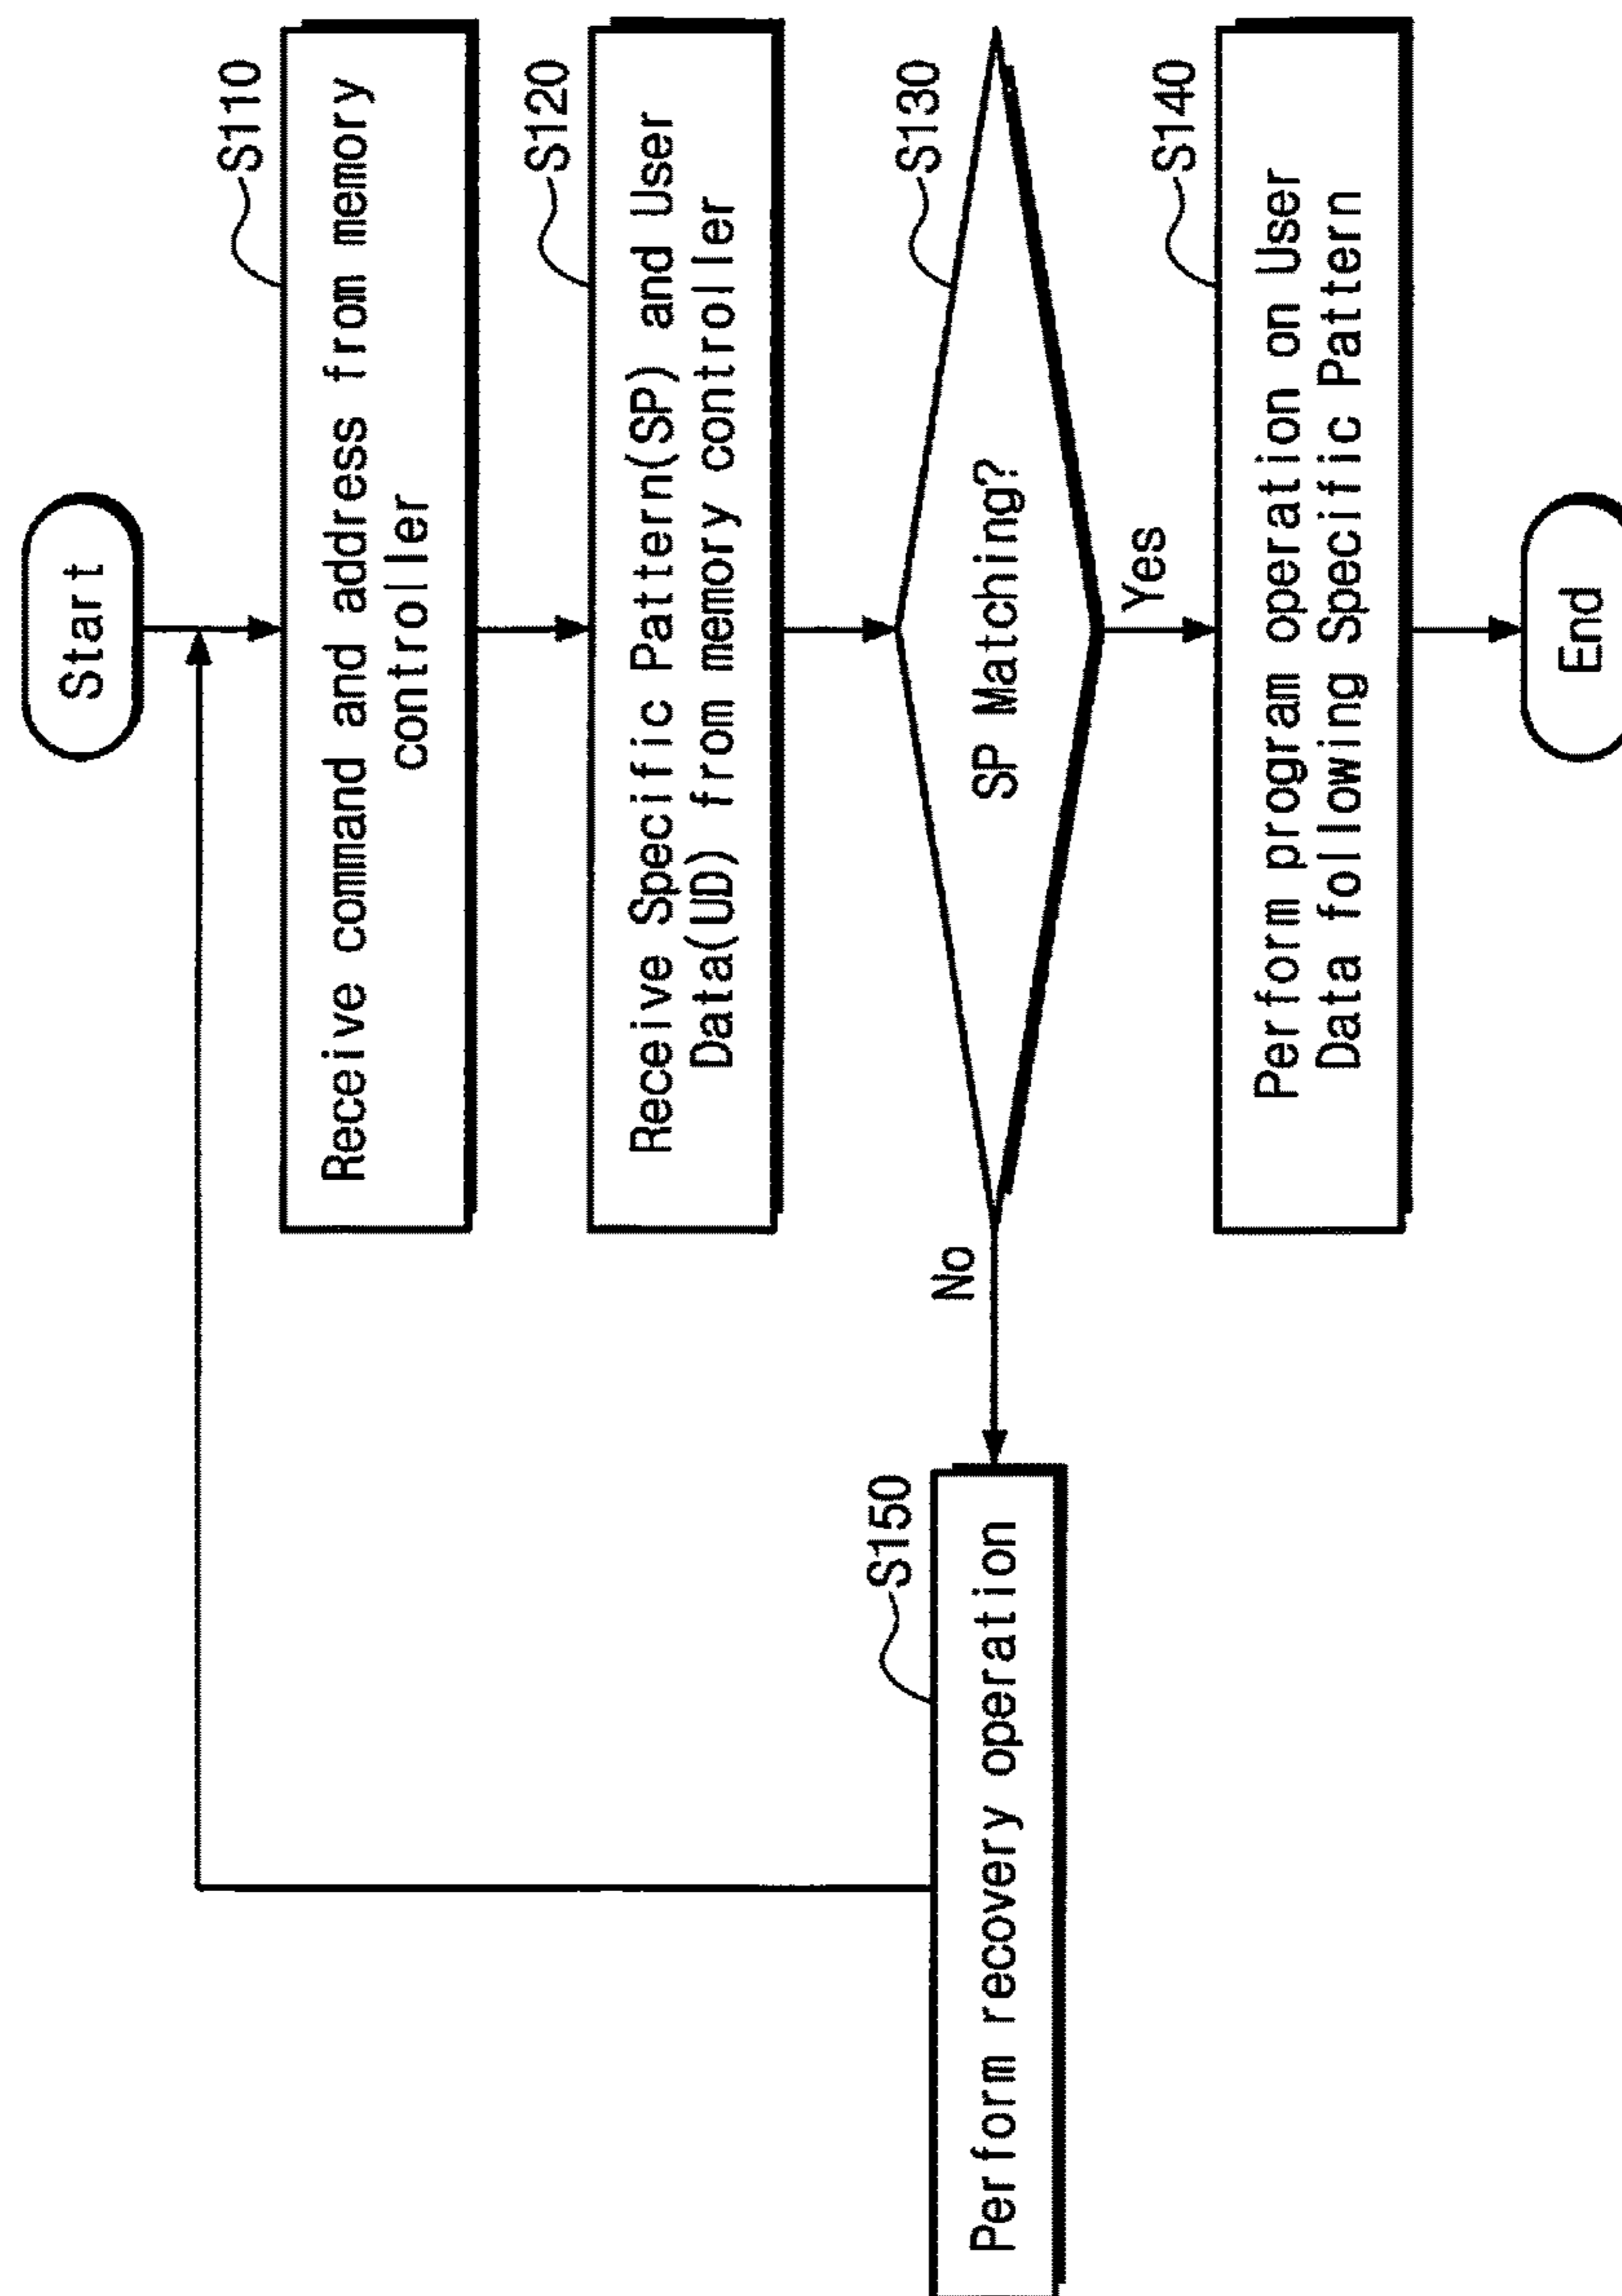 Start
S110
Receive command and address from memory
controller
S120
Receive Specific Pattern(SP) and User
Data(UD) from memory controller
S130
SP Matching?
No
Yes
S150
Perform recovery operation
S140
Perform program operation on User
Data following Specific Pattern
End